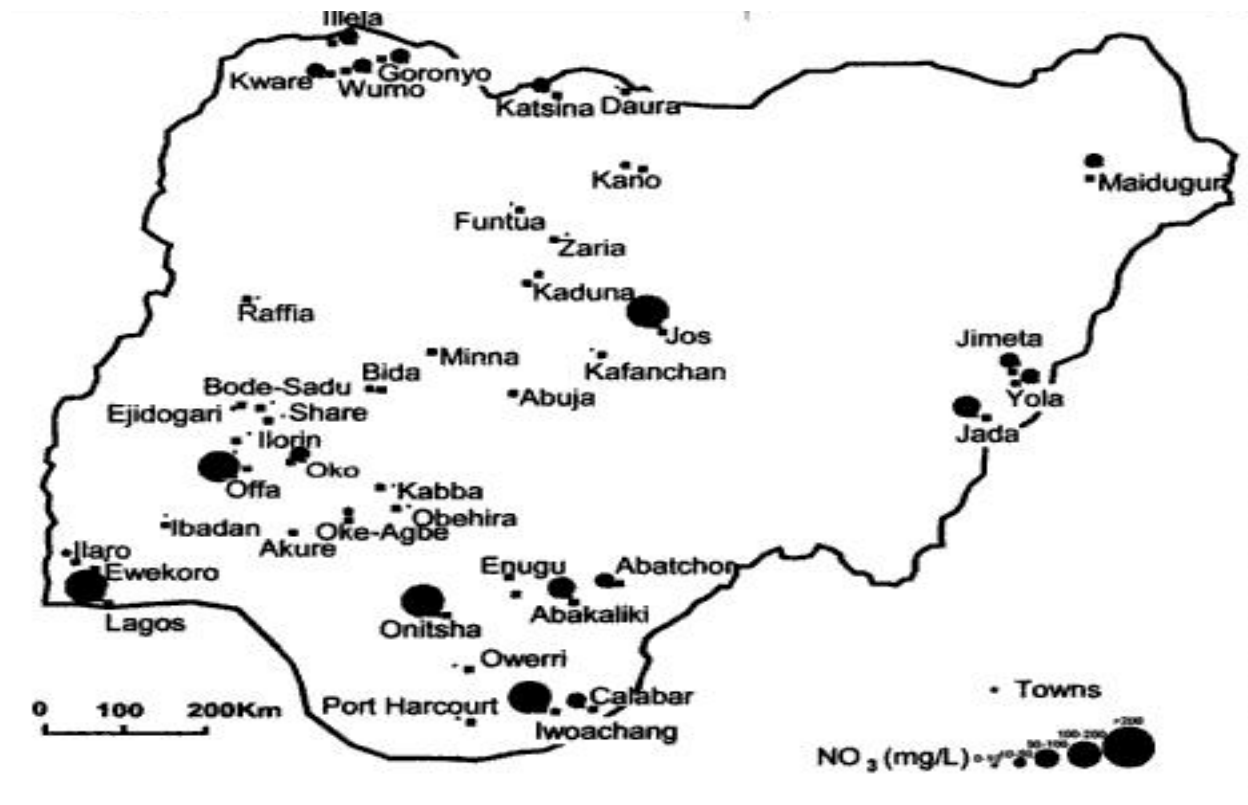 Illela
Kware
Wurno
Goronyo
Katsina
Daura
Kano
Maiduguri
Funtua
Zaria
Kaduna
Raffia
Jos
Jimeta
Minna
Kafanchan
Bida
Bode-Sadu
Abuja
Yola
Ejidogari
Share
Jada
Ilorin
Oko
Offa
Kabba
Obehira
Ibadan
Oke-Agbe
Akure
Ilaro
Ewekoro
Enugu
Abatchor
Abakaliki
Lagos
Onitsha
Owerri
Calabar
Port Harcourt
Iwoachang
0 100 200Km
Towns
>200
100-200
50-100
NO3 (mg/L)